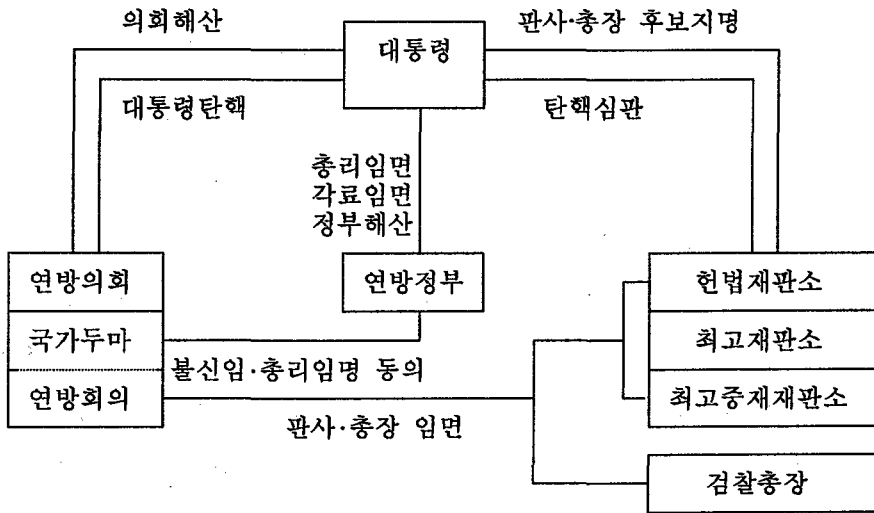 의회해산
판사·총장 후보지명
대통령
대통령탄핵
탄핵심판
총리임면
각료임면
정부해산
연방의회
연방정부
헌법재판소
국가두마
최고재판소
불신임·총리임명 동의
연방회의
최고중재재판소
판사·총장 임면
검찰총장